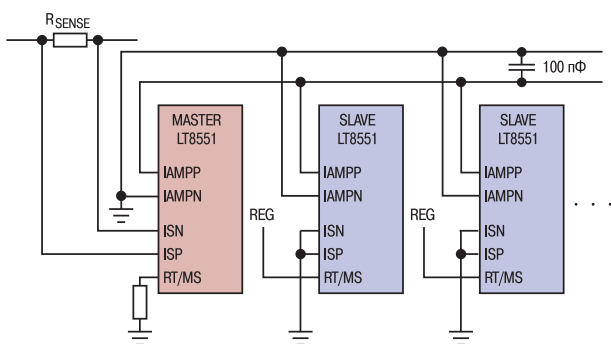 RSENSE
100 пФ
MASTER
LT8551
IAMPP
IAMPN
ISN
ISP
RT/MS
REG
SLAVE
LT8551
IAMPP
IAMPN
ISN
ISP
RT/MS
REG
SLAVE
LT8551
IAMPP
IAMPN
ISN
ISP
RT/MS
. . .